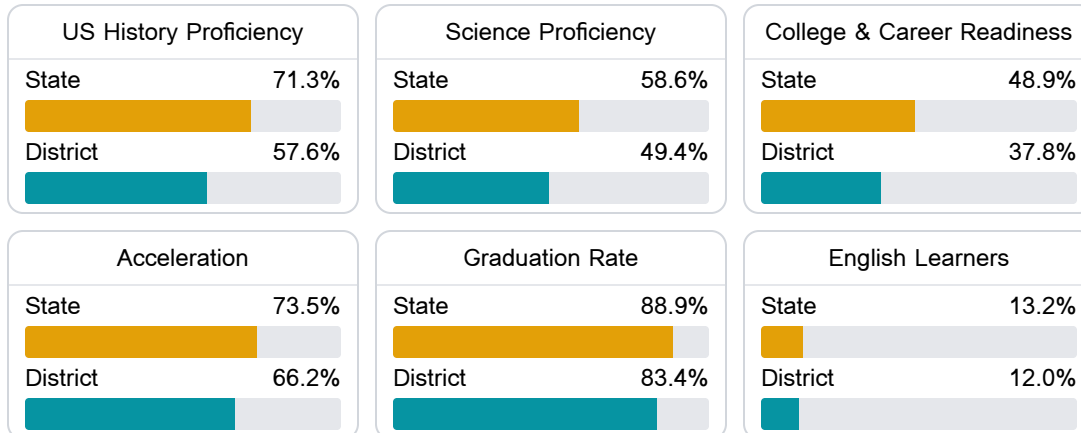 US History Proficiency
State 71.3%
District 57.6%
Science Proficiency
State 58.6%
District 49.4%
College & Career Readiness
State 48.9%
District 37.8%
Acceleration
State 73.5%
District 66.2%
Graduation Rate
State 88.9%
District 83.4%
English Learners
State 13.2%
District 12.0%